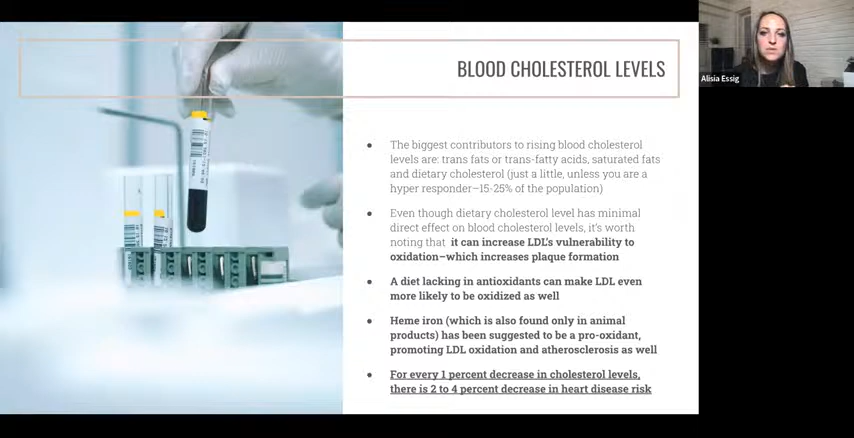 BLOOD CHOLESTEROL LEVELS
Alisia Essig
● The biggest contributors to rising blood cholesterol
levels are: trans fats or trans-fatty acids, saturated fats
and dietary cholesterol (just a little, unless you are a
hyper responder–15-25% of the population)
● Even though dietary cholesterol level has minimal
direct effect on blood cholesterol levels, it's worth
noting that it can increase LDL's vulnerability to
oxidation–which increases plaque formation
● A diet lacking in antioxidants can make LDL even
more likely to be oxidized as well
● Heme iron (which is also found only in animal
products) has been suggested to be a pro-oxidant,
promoting LDL oxidation and atherosclerosis as well
● For every 1 percent decrease in cholesterol levels,
there is 2 to 4 percent decrease in heart disease risk